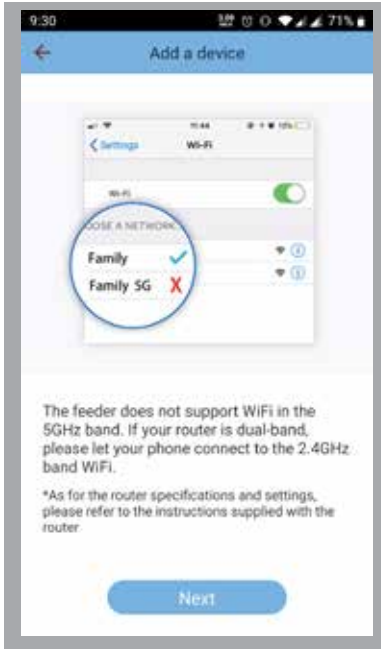 9:30
71%
Add a device
11:44
Settings
Wi-Fi
Wi-Fi
OOSE A NETWORK
Family
Family 5G X
The feeder does not support WiFi in the
5GHz band. If your router is dual-band,
please let your phone connect to the 2.4GHz
band WiFi.
*As for the router specifications and settings,
please refer to the instructions supplied with the
router
Next